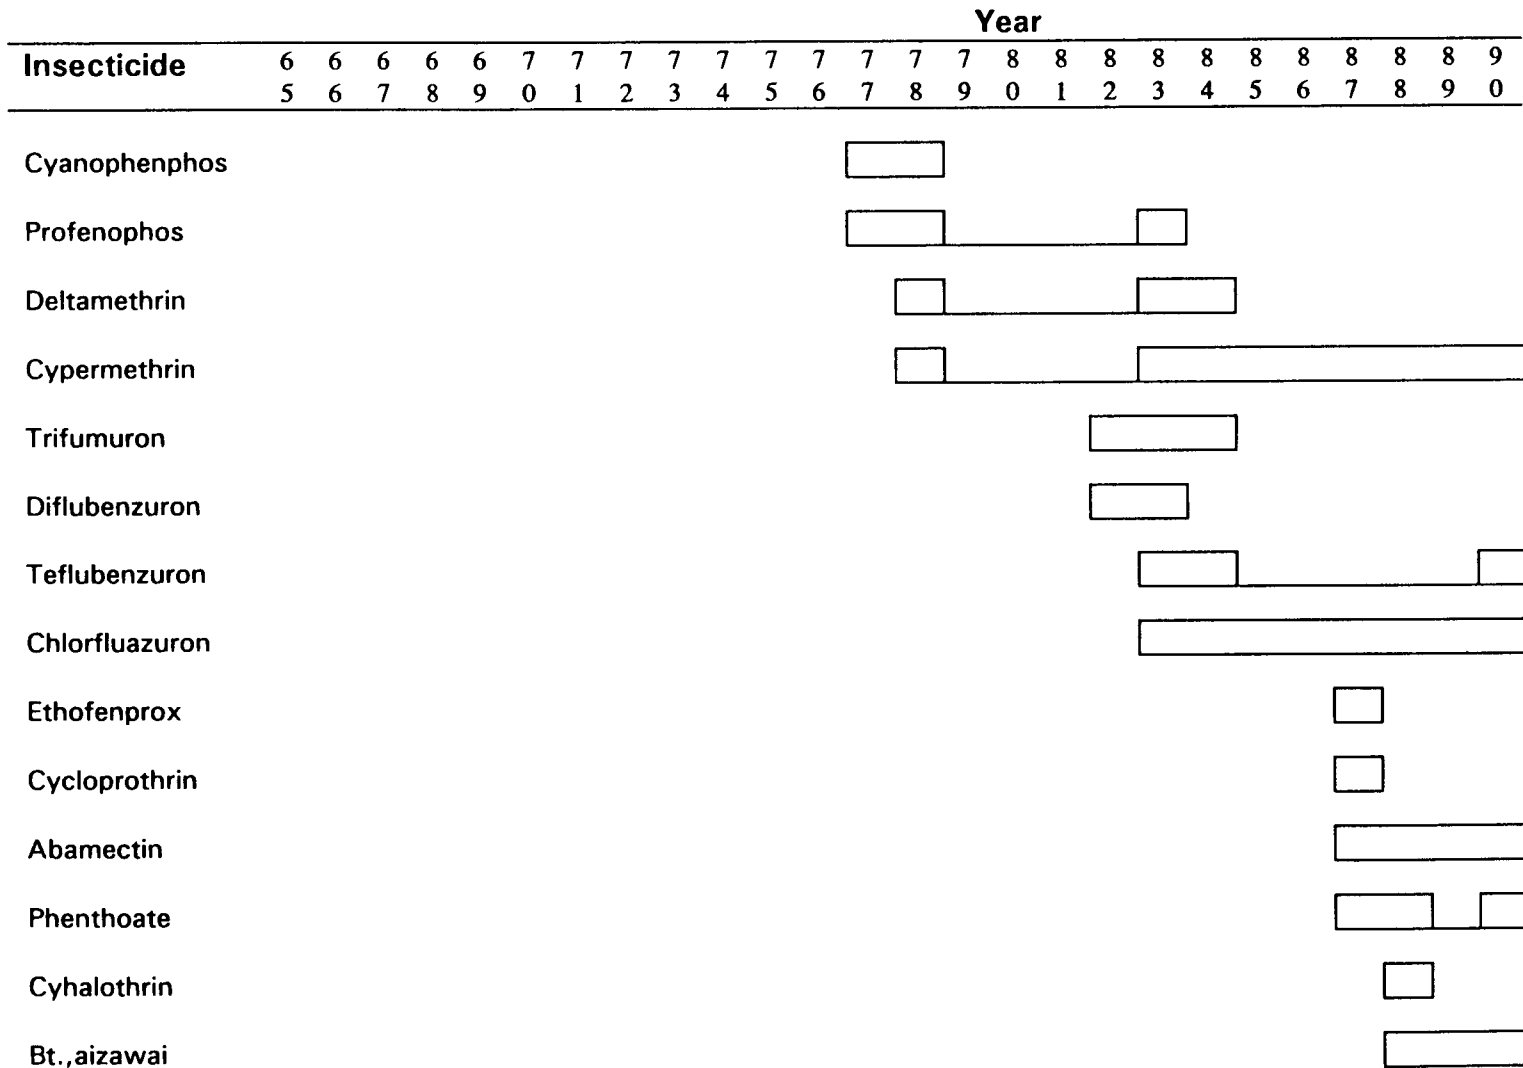 Year
Insecticide 6 6 6 6 6 7 7 7 7 7 7 7 7 7 7 8 8 8 8 8 8 8 8 8 8 9
5 6 7 8 9 0 1 2 3 4 5 6 7 8 9 0 1 2 3 4 5 6 7 8 9 0
Cyanophenphos
Profenophos
Deltamethrin
Cypermethrin
Trifumuron
Diflubenzuron
Teflubenzuron
Chlorfluazuron
Ethofenprox
Cycloprothrin
Abamectin
Phenthoate
Cyhalothrin
Bt.,aizawai